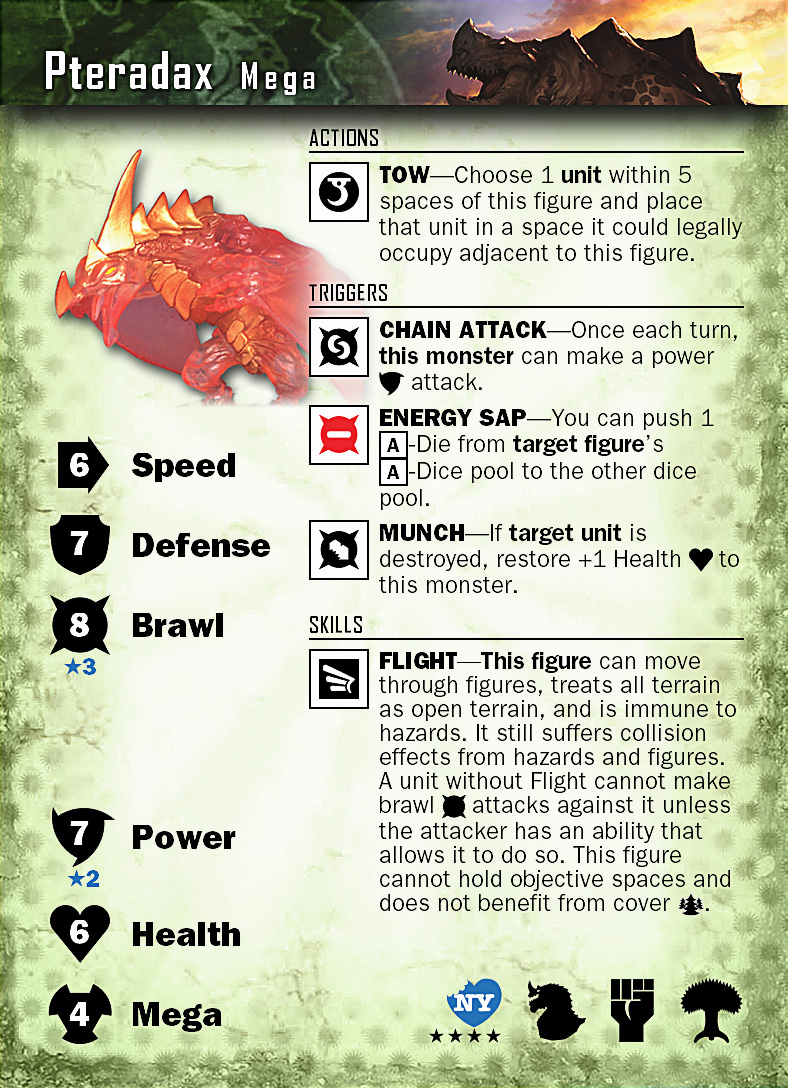 Pteradax Mega
ACTIONS
TOW—Choose 1 unit within 5
spaces of this figure and place
that unit in a space it could legally
occupy adjacent to this figure.
TRIGGERS
CHAIN ATTACK—Once each turn,
this monster can make a power
attack.
ENERGY SAP—You can push 1
A-Die from target figure's
A-Dice pool to the other dice
pool.
MUNCH—If target unit is
destroyed, restore +1 Health to
this monster.
SKILLS
FLIGHT—This figure can move
through figures, treats all terrain
as open terrain, and is immune to
hazards. It still suffers collision
effects from hazards and figures.
A unit without Flight cannot make
brawl attacks against it unless
the attacker has an ability that
allows it to do so. This figure
cannot hold objective spaces and
does not benefit from cover .
6 Speed
7 Defense
8 Brawl
★3
7 Power
★2
6 Health
4 Mega
NY
★★★★